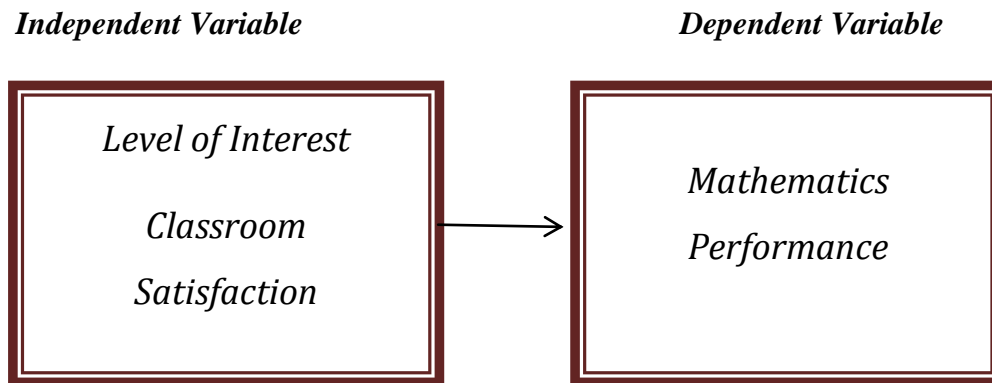 Independent Variable
Dependent Variable
Level of Interest
Classroom
Satisfaction
Mathematics
Performance